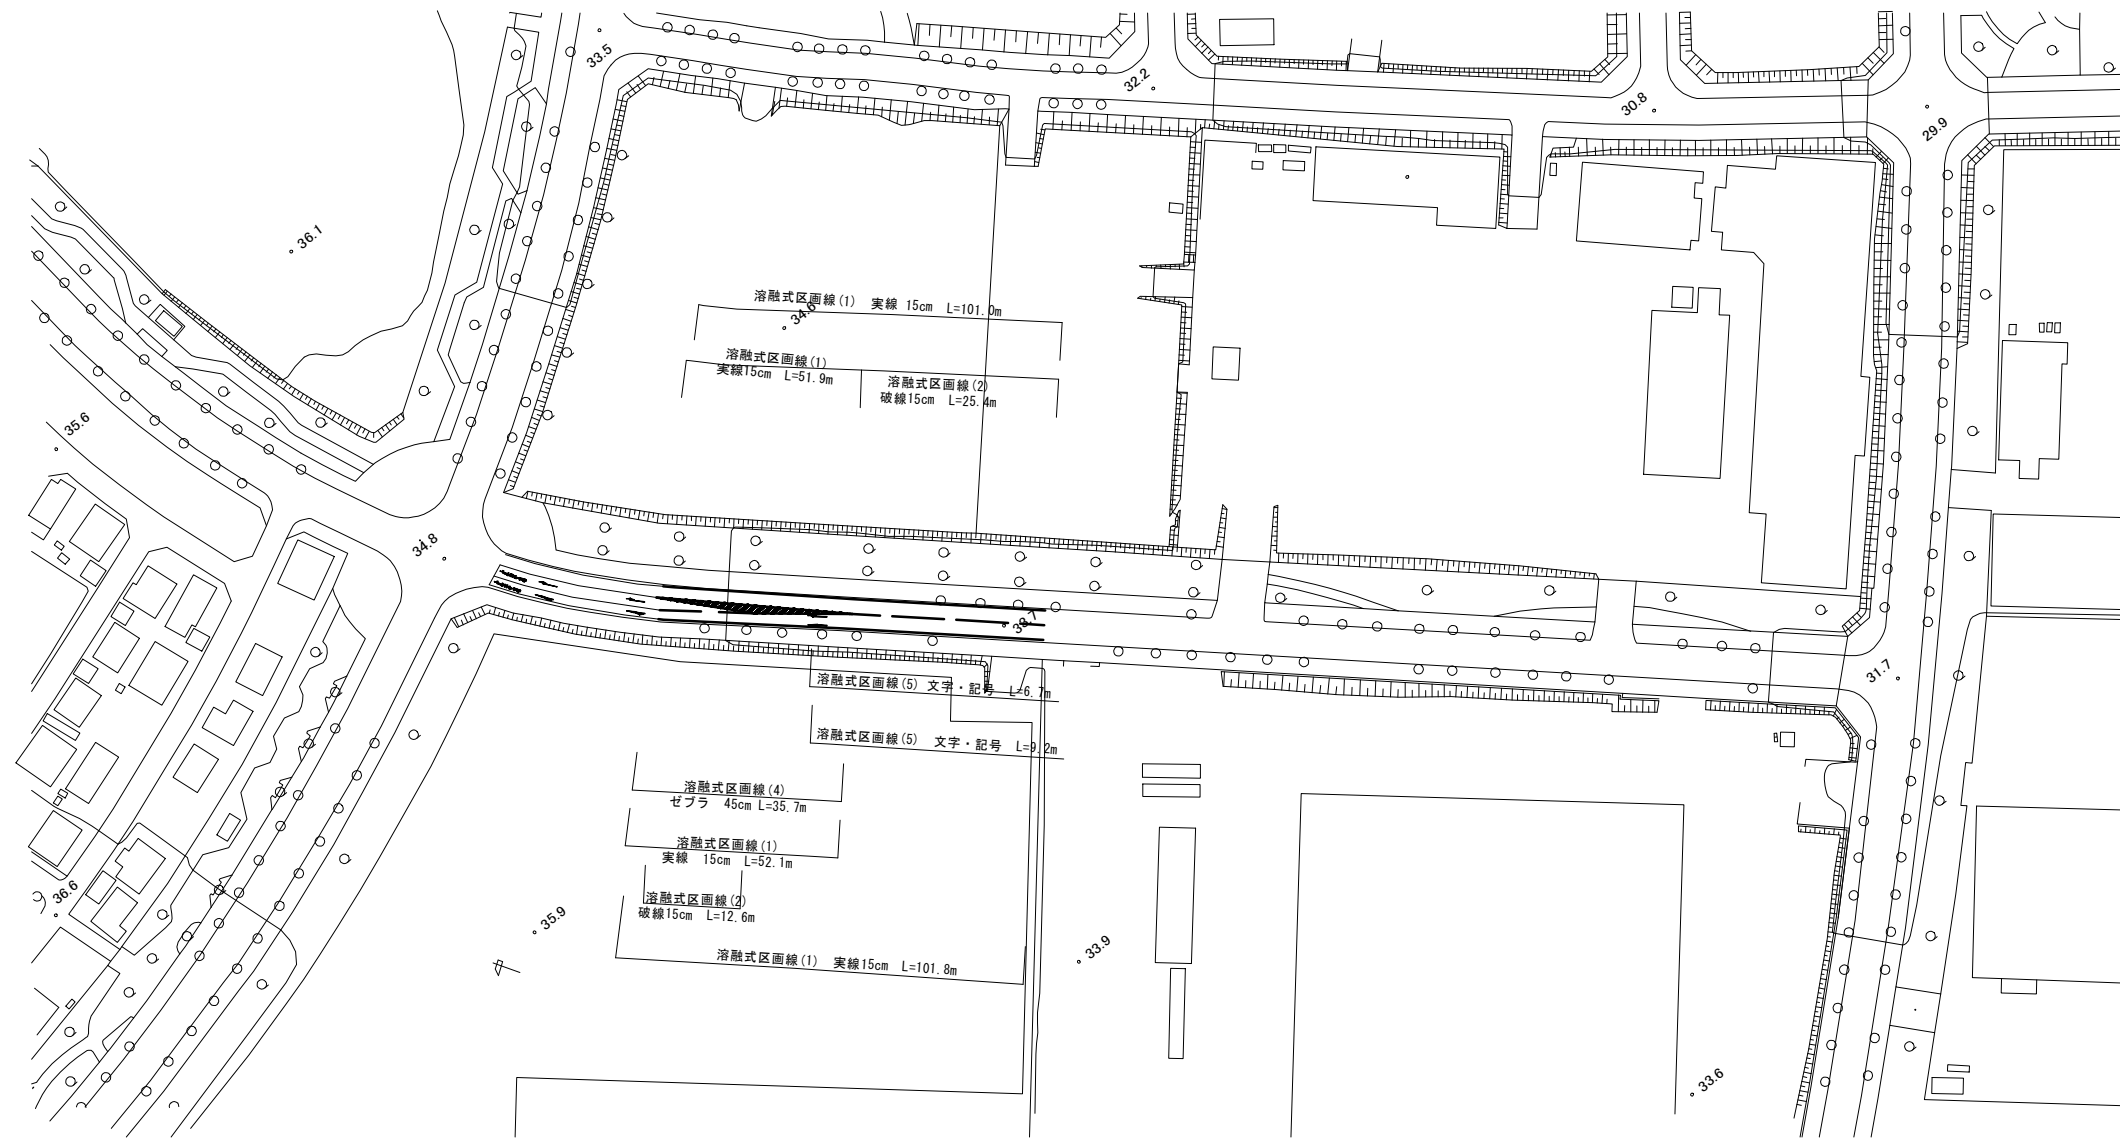 33.5
32.2
30.8
29.9
36.1
溶融式区画線(1) 実線 15cm L=101.0m
34.6
溶融式区画線(1)
実線15cm L=51.9m
溶融式区画線(2)
破線15cm L=25.4m
35.6
34.8
33.7
31.7
溶融式区画線(5) 文字・記号 L=6.7m
溶融式区画線(5) 文字・記号 L=9.2m
溶融式区画線(4)
ゼブラ 45cm L=35.7m
溶融式区画線(1)
実線 15cm L=52.1m
溶融式区画線(2)
破線15cm L=12.6m
36.6
35.9
33.9
溶融式区画線(1) 実線15cm L=101.8m
33.6